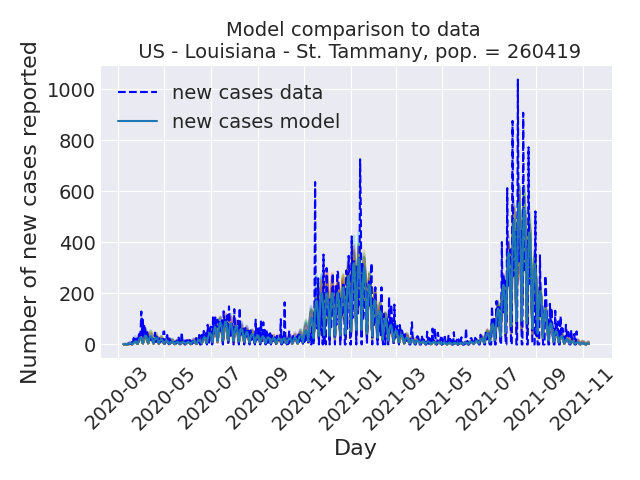 Model comparison to data
US - Louisiana - St. Tammany, pop. = 260419
Number of new cases reported
1000
800
600
400
200
0
new cases data
new cases model
2020-03
2020-05
2020-07
2020-09
2020-11
2021-01
2021-03
2021-05
2021-07
2021-09
2021-11
Day